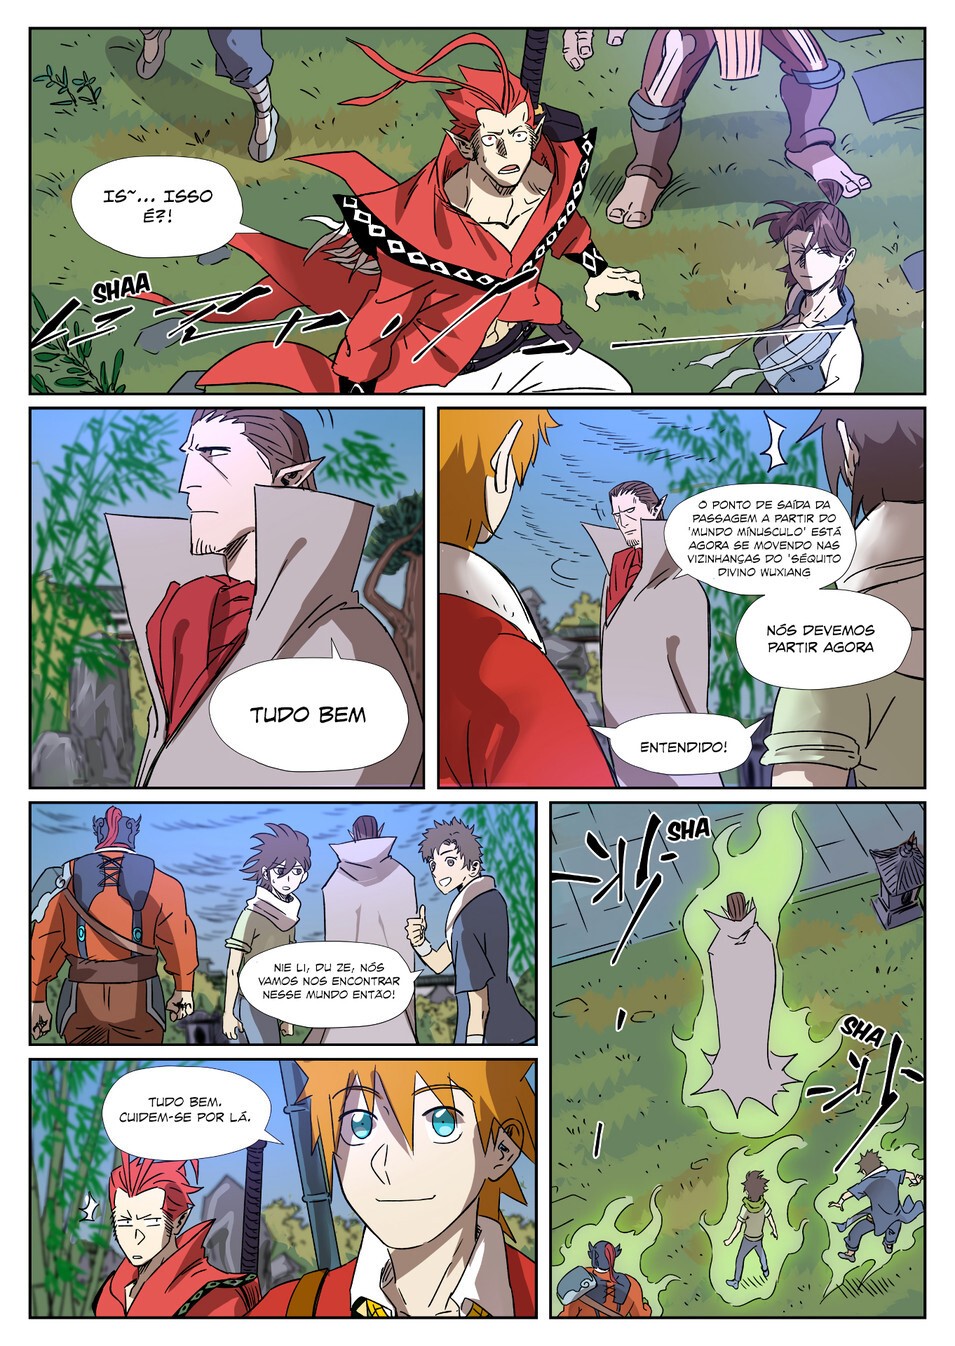 IS~... ISSO
É?!
SHAA
TUDO BEM
O PONTO DE SAÍDA DA
PASSAGEM A PARTIR DO
'MUNDO MÍNUSCULO' ESTÁ
AGORA SE MOVENDO NAS
VIZINHANÇAS DO 'SÉQUITO
DIVINO WUXIANG
NÓS DEVEMOS
PARTIR AGORA
ENTENDIDO!
NIE LI, DU ZE, NÓS
VAMOS NOS ENCONTRAR
NESSE MUNDO ENTÃO!
SHA
SHA
TUDO BEM.
CUIDEM-SE POR LÁ.